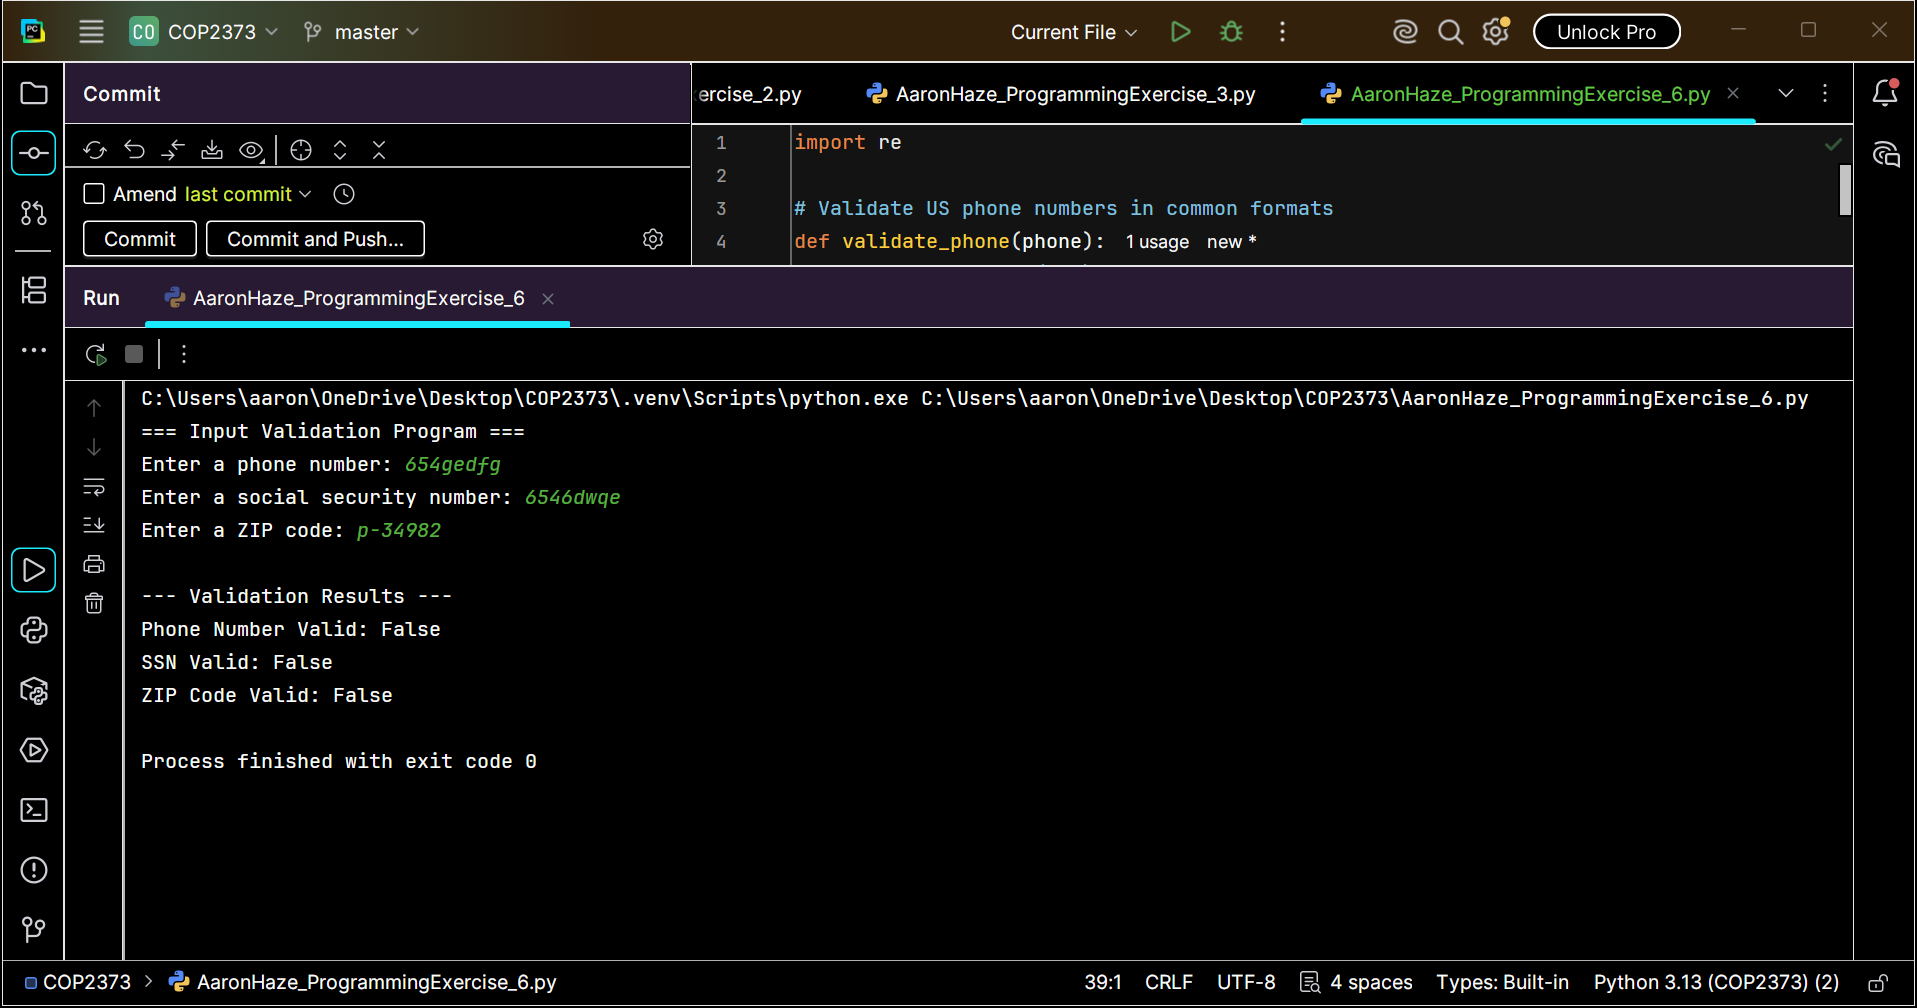 PC
CO COP2373
master
Current File
Unlock Pro
Commit
ercise_2.py
AaronHaze_ProgrammingExercise_3.py
AaronHaze_ProgrammingExercise_6.py
Amend last commit
Commit
Commit and Push...
1 import re
2
3 # Validate US phone numbers in common formats
4 def validate_phone(phone): 1 usage new *
Run
AaronHaze_ProgrammingExercise_6
C:\Users\aaron\OneDrive\Desktop\COP2373\.venv\Scripts\python.exe C:\Users\aaron\OneDrive\Desktop\COP2373\AaronHaze_ProgrammingExercise_6.py
=== Input Validation Program ===
Enter a phone number: 654gedfg
Enter a social security number: 6546dwqe
Enter a ZIP code: p-34982
--- Validation Results ---
Phone Number Valid: False
SSN Valid: False
ZIP Code Valid: False
Process finished with exit code 0
COP2373 > AaronHaze_ProgrammingExercise_6.py
39:1 CRLF UTF-8 4 spaces Types: Built-in Python 3.13 (COP2373) (2)